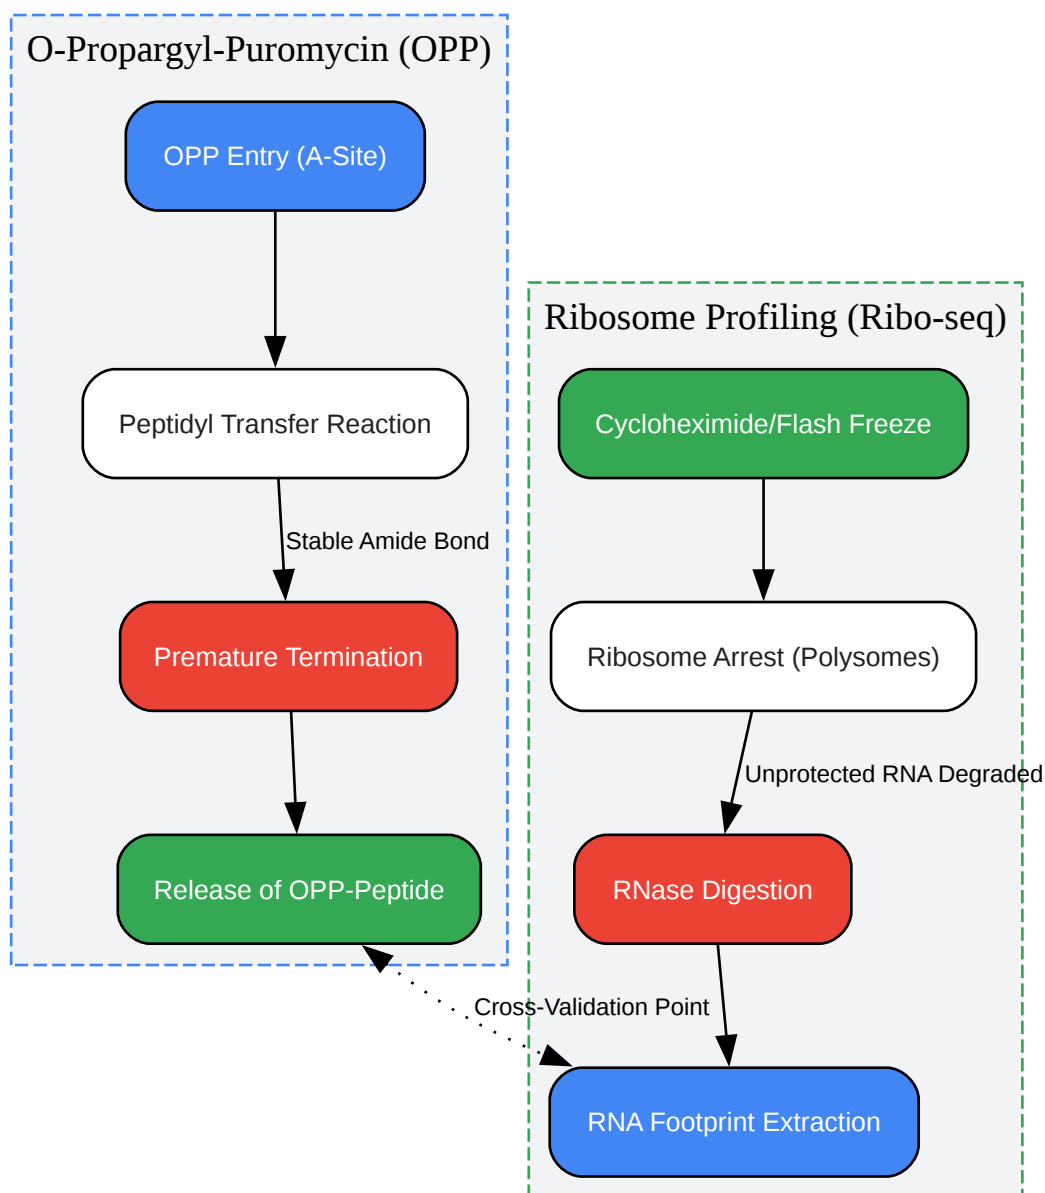 O-Propargyl-Puromycin (OPP)
OPP Entry (A-Site)
Peptidyl Transfer Reaction
Stable Amide Bond
Premature Termination
Release of OPP-Peptide
Ribosome Profiling (Ribo-seq)
Cycloheximide/Flash Freeze
Ribosome Arrest (Polysomes)
Unprotected RNA Degraded
RNase Digestion
Cross-Validation Point
RNA Footprint Extraction